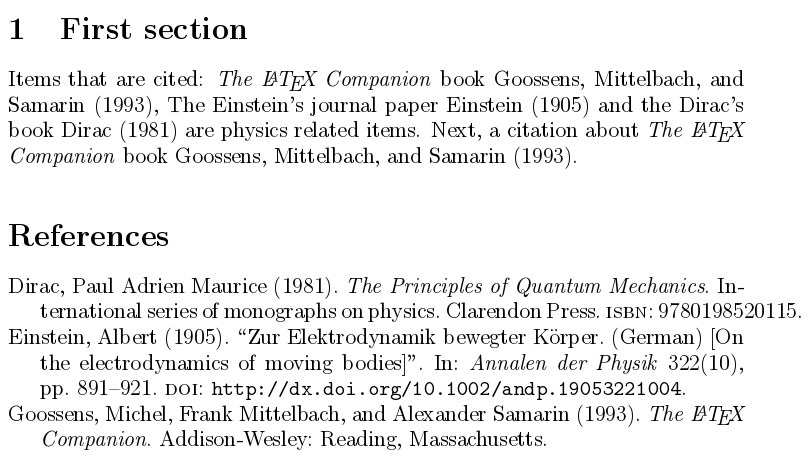 1 First section
Items that are cited: The LATEX Companion book Goossens, Mittelbach, and
Samarin (1993), The Einstein's journal paper Einstein (1905) and the Dirac's
book Dirac (1981) are physics related items. Next, a citation about The LATEX
Companion book Goossens, Mittelbach, and Samarin (1993).
References
Dirac, Paul Adrien Maurice (1981). The Principles of Quantum Mechanics. In-
ternational series of monographs on physics. Clarendon Press. ISBN: 9780198520115.
Einstein, Albert (1905). “Zur Elektrodynamik bewegter Körper. (German) [On
the electrodynamics of moving bodies]”. In: Annalen der Physik 322(10),
pp. 891–921. DOI: http://dx.doi.org/10.1002/andp.19053221004.
Goossens, Michel, Frank Mittelbach, and Alexander Samarin (1993). The LATEX
Companion. Addison-Wesley: Reading, Massachusetts.